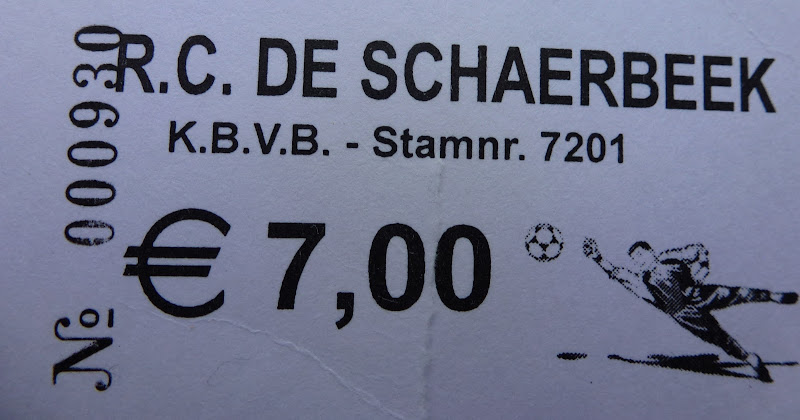 R.C. DE SCHAERBEEK
K.B.V.B. - Stamnr. 7201
€ 7,00
Nº 000930